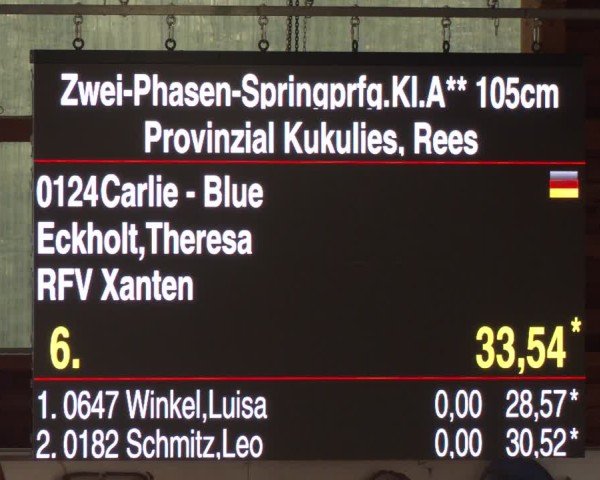 Zwei-Phasen-Springprfg.Kl.A** 105cm
Provinzial Kukulies, Rees
0124Carlie - Blue
Eckholt,Theresa
RFV Xanten
6. 33,54*
1. 0647 Winkel,Luisa 0,00 28,57*
2. 0182 Schmitz,Leo 0,00 30,52*